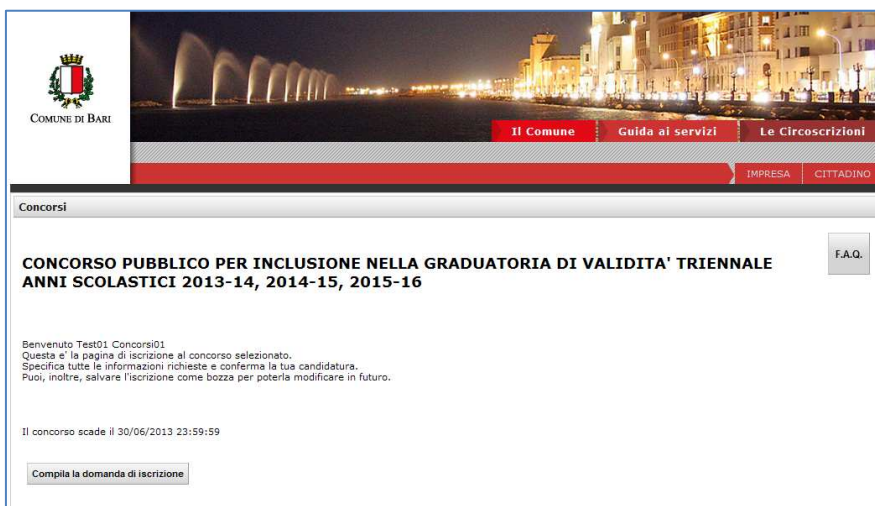 COMUNE DI BARI
Il Comune
Guida ai servizi
Le Circoscrizioni
IMPRESA
CITTADINO
Concorsi
F.A.Q.
CONCORSO PUBBLICO PER INCLUSIONE NELLA GRADUATORIA DI VALIDITA' TRIENNALE
ANNI SCOLASTICI 2013-14, 2014-15, 2015-16
Benvenuto Test01 Concorsi01
Questa e' la pagina di iscrizione al concorso selezionato.
Specifica tutte le informazioni richieste e conferma la tua candidatura.
Puoi, inoltre, salvare l'iscrizione come bozza per poterla modificare in futuro.
Il concorso scade il 30/06/2013 23:59:59
Compila la domanda di iscrizione